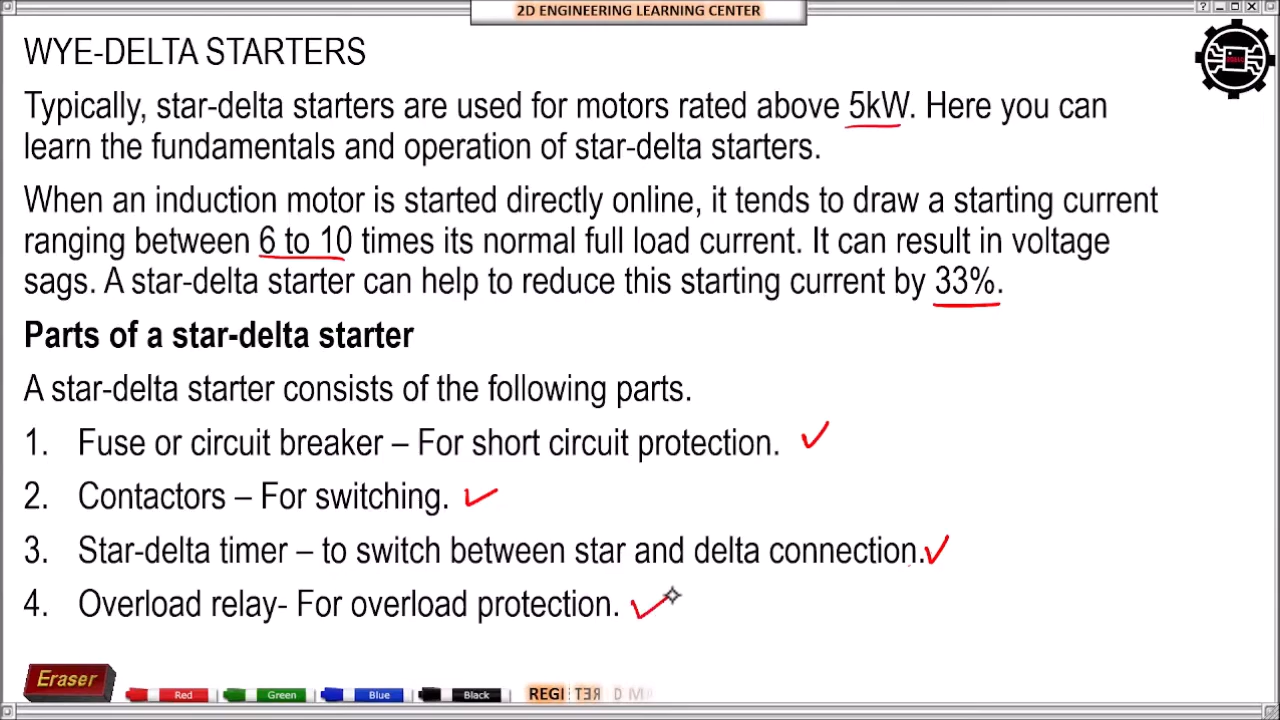 2D ENGINEERING LEARNING CENTER
WYE-DELTA STARTERS
Typically, star-delta starters are used for motors rated above 5kW. Here you can
learn the fundamentals and operation of star-delta starters.
When an induction motor is started directly online, it tends to draw a starting current
ranging between 6 to 10 times its normal full load current. It can result in voltage
sags. A star-delta starter can help to reduce this starting current by 33%.
Parts of a star-delta starter
A star-delta starter consists of the following parts.
1. Fuse or circuit breaker – For short circuit protection.
2. Contactors – For switching.
3. Star-delta timer – to switch between star and delta connection.
4. Overload relay- For overload protection.
Eraser
Red Green Blue Black